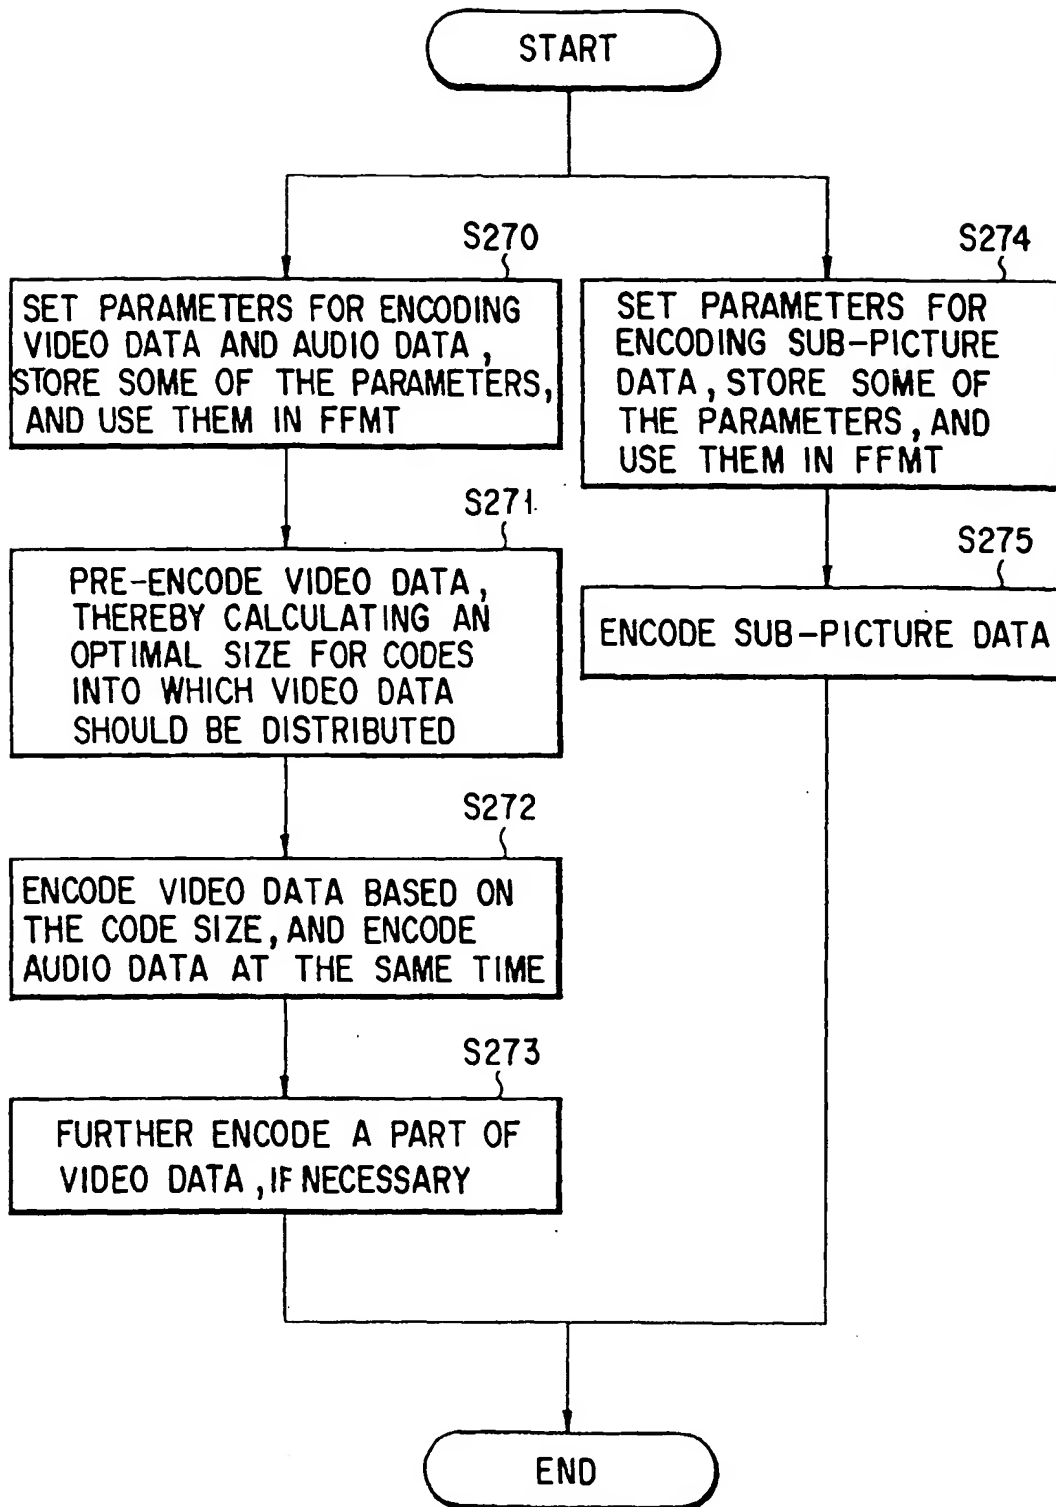 START
S270
SET PARAMETERS FOR ENCODING
VIDEO DATA AND AUDIO DATA,
STORE SOME OF THE PARAMETERS,
AND USE THEM IN FFMT
S271
PRE-ENCODE VIDEO DATA,
THEREBY CALCULATING AN
OPTIMAL SIZE FOR CODES
INTO WHICH VIDEO DATA
SHOULD BE DISTRIBUTED
S272
ENCODE VIDEO DATA BASED ON
THE CODE SIZE, AND ENCODE
AUDIO DATA AT THE SAME TIME
S273
FURTHER ENCODE A PART OF
VIDEO DATA, IF NECESSARY
S274
SET PARAMETERS FOR
ENCODING SUB-PICTURE
DATA, STORE SOME OF
THE PARAMETERS, AND
USE THEM IN FFMT
S275
ENCODE SUB-PICTURE DATA
END